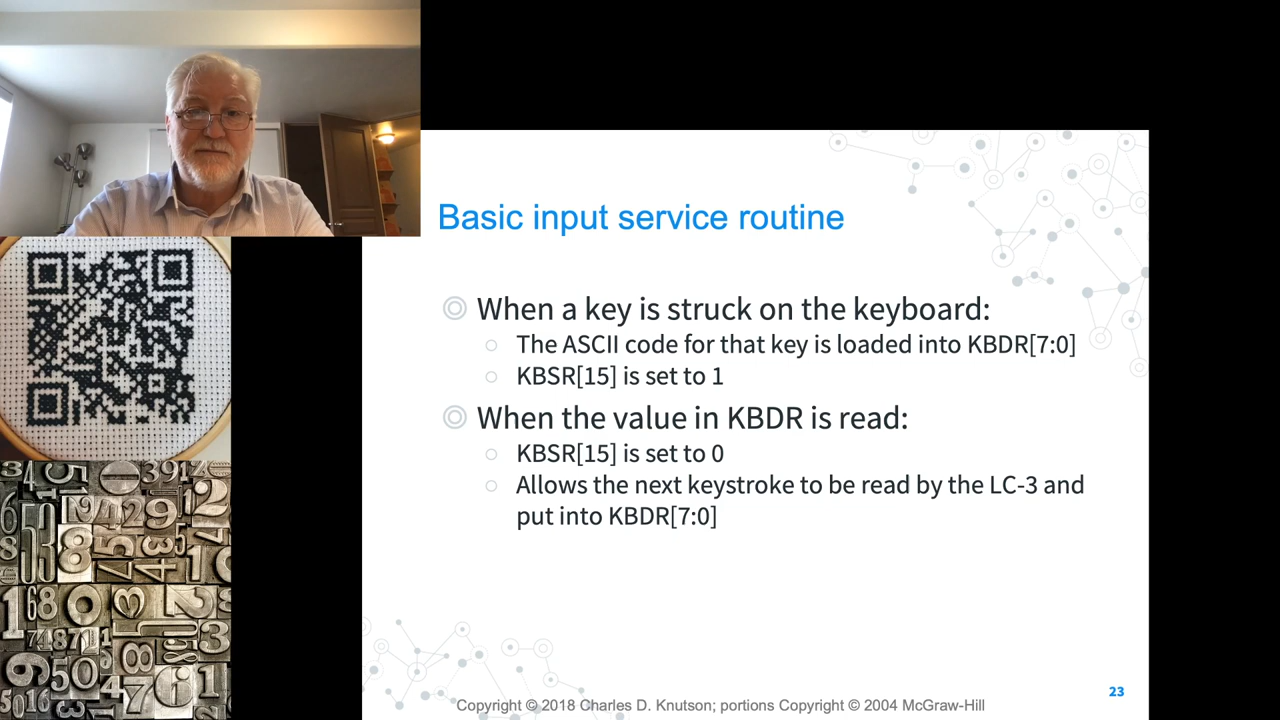 Basic input service routine
When a key is struck on the keyboard:
The ASCII code for that key is loaded into KBDR[7:0]
KBSR[15] is set to 1
When the value in KBDR is read:
KBSR[15] is set to 0
Allows the next keystroke to be read by the LC-3 and
put into KBDR[7:0]
23
Copyright © 2018 Charles D. Knutson; portions Copyright © 2004 McGraw-Hill